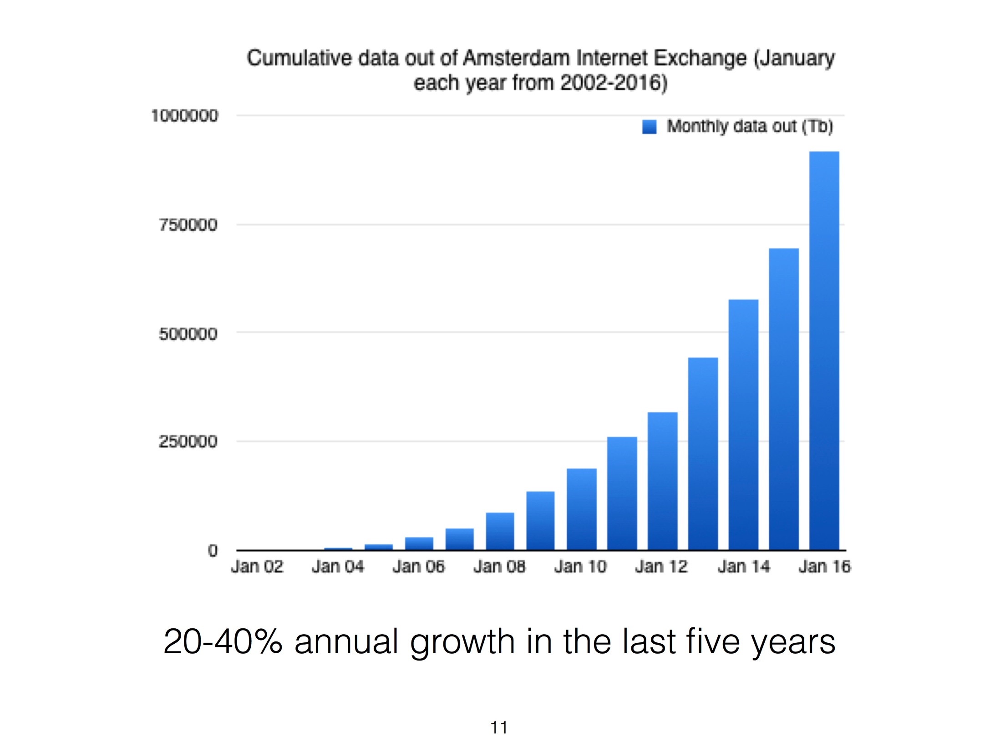 Cumulative data out of Amsterdam Internet Exchange (January
each year from 2002-2016)
1000000
Monthly data out (Tb)
750000
500000
250000
0
Jan 02 Jan 04 Jan 06 Jan 08 Jan 10 Jan 12 Jan 14 Jan 16
20-40% annual growth in the last five years
11